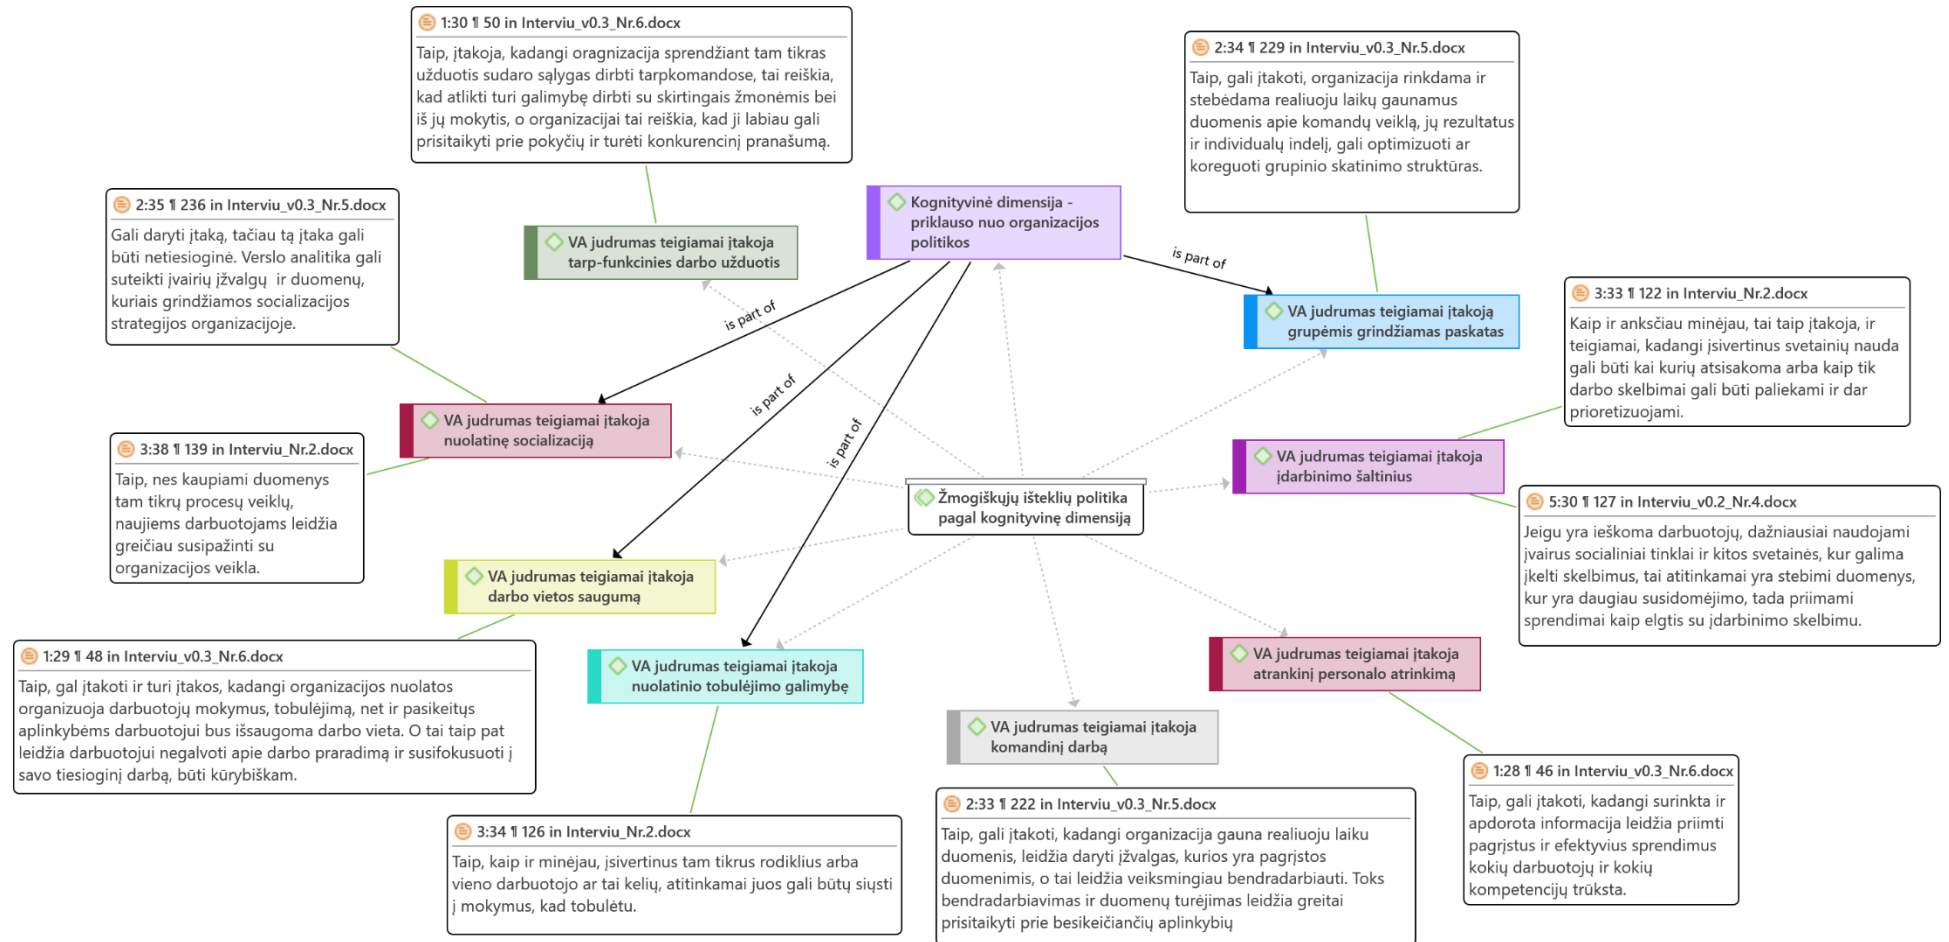 1:30 ¶ 50 in Interviu_v0.3_Nr.6.docx
Taip, įtakoja, kadangi oragnizacija sprendžiant tam tikras
užduotis sudaro sąlygas dirbti tarpkomandose, tai reiškia,
kad atlikti turi galimybę dirbti su skirtingais žmonėmis bei
iš jų mokytis, o organizacijai tai reiškia, kad ji labiau gali
prisitaikyti prie pokyčių ir turėti konkurencinį pranašumą.
2:34 ¶ 229 in Interviu_v0.3_Nr.5.docx
Taip, gali įtakoti, organizacija rinkdama ir
stebėdama realiuoju laikų gaunamus
duomenis apie komandų veiklą, jų rezultatus
ir individualų indelį, gali optimizuoti ar
koreguoti grupinio skatinimo struktūras.
2:35 ¶ 236 in Interviu_v0.3_Nr.5.docx
Gali daryti įtaką, tačiau tą įtaka gali
būti netiesioginė. Verslo analitika gali
suteikti įvairių įžvalgų ir duomenų,
kuriais grindžiamos socializacijos
strategijos organizacijoje.
VA judrumas teigiamai įtakoja
tarp-funkcinies darbo užduotis
Kognityvinė dimensija -
priklauso nuo organizacijos
politikos
is part of
VA judrumas teigiamai įtakoją
grupėmis grindžiamas paskatas
3:33 ¶ 122 in Interviu_Nr.2.docx
Kaip ir anksčiau minėjau, tai taip įtakoja, ir
teigiamai, kadangi įsivertinus svetainių nauda
gali būti kai kurių atsisakoma arba kaip tik
darbo skelbimai gali būti paliekami ir dar
prioretizuojami.
is part of
is part of
is part of
VA judrumas teigiamai įtakoja
nuolatinę socializaciją
3:38 ¶ 139 in Interviu_Nr.2.docx
Taip, nes kaupiami duomenys
tam tikrų procesų veiklų,
naujiems darbuotojams leidžia
greičiau susipažinti su
organizacijos veikla.
VA judrumas teigiamai įtakoja
įdarbinimo šaltinius
Žmogiškųjų išteklių politika
pagal kognityvinę dimensiją
5:30 ¶ 127 in Interviu_v0.2_Nr.4.docx
Jeigu yra ieškoma darbuotojų, dažniausiai naudojami
įvairus socialiniai tinklai ir kitos svetainės, kur galima
įkelti skelbimus, tai atitinkamai yra stebimi duomenys,
kur yra daugiau susidomėjimo, tada priimami
sprendimai kaip elgtis su įdarbinimo skelbimu.
VA judrumas teigiamai įtakoja
darbo vietos saugumą
1:29 ¶ 48 in Interviu_v0.3_Nr.6.docx
Taip, gal įtakoti ir turi įtakos, kadangi organizacijos nuolatos
organizuoja darbuotojų mokymus, tobulėjimą, net ir pasikeitus
aplinkybėms darbuotojui bus išsaugoma darbo vieta. O tai taip pat
leidžia darbuotojui negalvoti apie darbo praradimą ir susifokusuoti į
savo tiesioginį darbą, būti kūrybiškam.
VA judrumas teigiamai įtakoja
nuolatinio tobulėjimo galimybę
VA judrumas teigiamai įtakoja
atrankinį personalo atrinkimą
VA judrumas teigiamai įtakoja
komandinį darbą
1:28 ¶ 46 in Interviu_v0.3_Nr.6.docx
Taip, gali įtakoti, kadangi surinkta ir
apdorota informacija leidžia priimti
pagrįstus ir efektyvius sprendimus
kokių darbuotojų ir kokių
kompetencijų trūksta.
3:34 ¶ 126 in Interviu_Nr.2.docx
Taip, kaip ir minėjau, įsivertinus tam tikrus rodiklius arba
vieno darbuotojo ar tai kelių, atitinkamai juos gali būtų siųsti
į mokymus, kad tobulėtu.
2:33 ¶ 222 in Interviu_v0.3_Nr.5.docx
Taip, gali įtakoti, kadangi organizacija gauna realiuoju laiku
duomenis, leidžia daryti įžvalgas, kurios yra pagrįstos
duomenimis, o tai leidžia veiksmingiau bendradarbiauti. Toks
bendradarbiavimas ir duomenų turėjimas leidžia greitai
prisitaikyti prie besikeičiančių aplinkybių